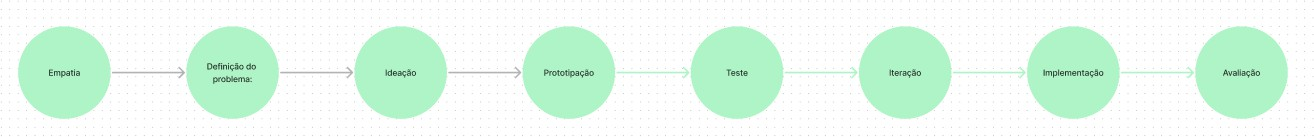 Empatia
Definição do
problema:
Ideação
Prototipação
Teste
Iteração
Implementação
Avaliação